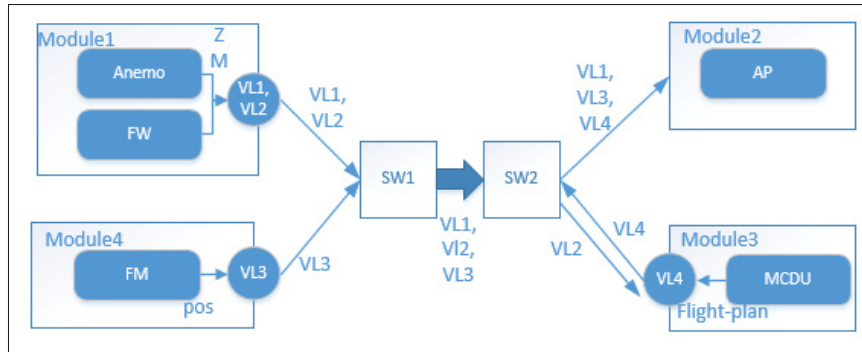 Module1
Z
M
Anemo
FW
VL1,
VL2
VL1,
VL2
Module4
FM
pos
VL3
VL3
SW1
VL1,
Vl2,
VL3
SW2
VL1,
VL3,
VL4
VL2
VL4
Module2
AP
Module3
VL4
MCDU
Flight-plan